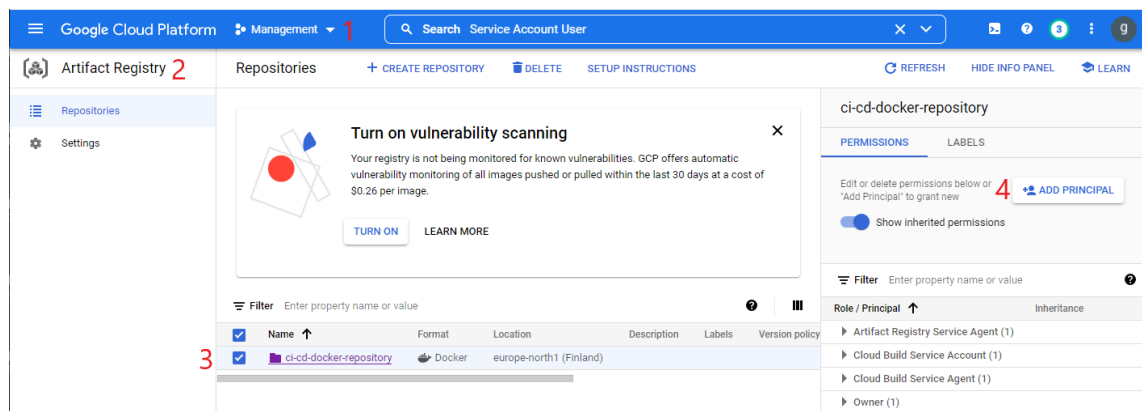 Google Cloud Platform Management 1 Search Service Account User 3 g
Artifact Registry 2
Repositories
Settings
Repositories CREATE REPOSITORY DELETE SETUP INSTRUCTIONS REFRESH HIDE INFO PANEL LEARN
Turn on vulnerability scanning
Your registry is not being monitored for known vulnerabilities. GCP offers automatic
vulnerability monitoring of all images pushed or pulled within the last 30 days at a cost of
$0.26 per image.
TURN ON LEARN MORE
Filter Enter property name or value
Name Format Location Description Labels Version policy
3 ci-cd-docker-repository Docker europe-north1 (Finland)
ci-cd-docker-repository
PERMISSIONS LABELS
Edit or delete permissions below or
"Add Principal" to grant new
4 ADD PRINCIPAL
Show inherited permissions
Filter Enter property name or value
Role / Principal Inheritance
Artifact Registry Service Agent (1)
Cloud Build Service Account (1)
Cloud Build Service Agent (1)
Owner (1)